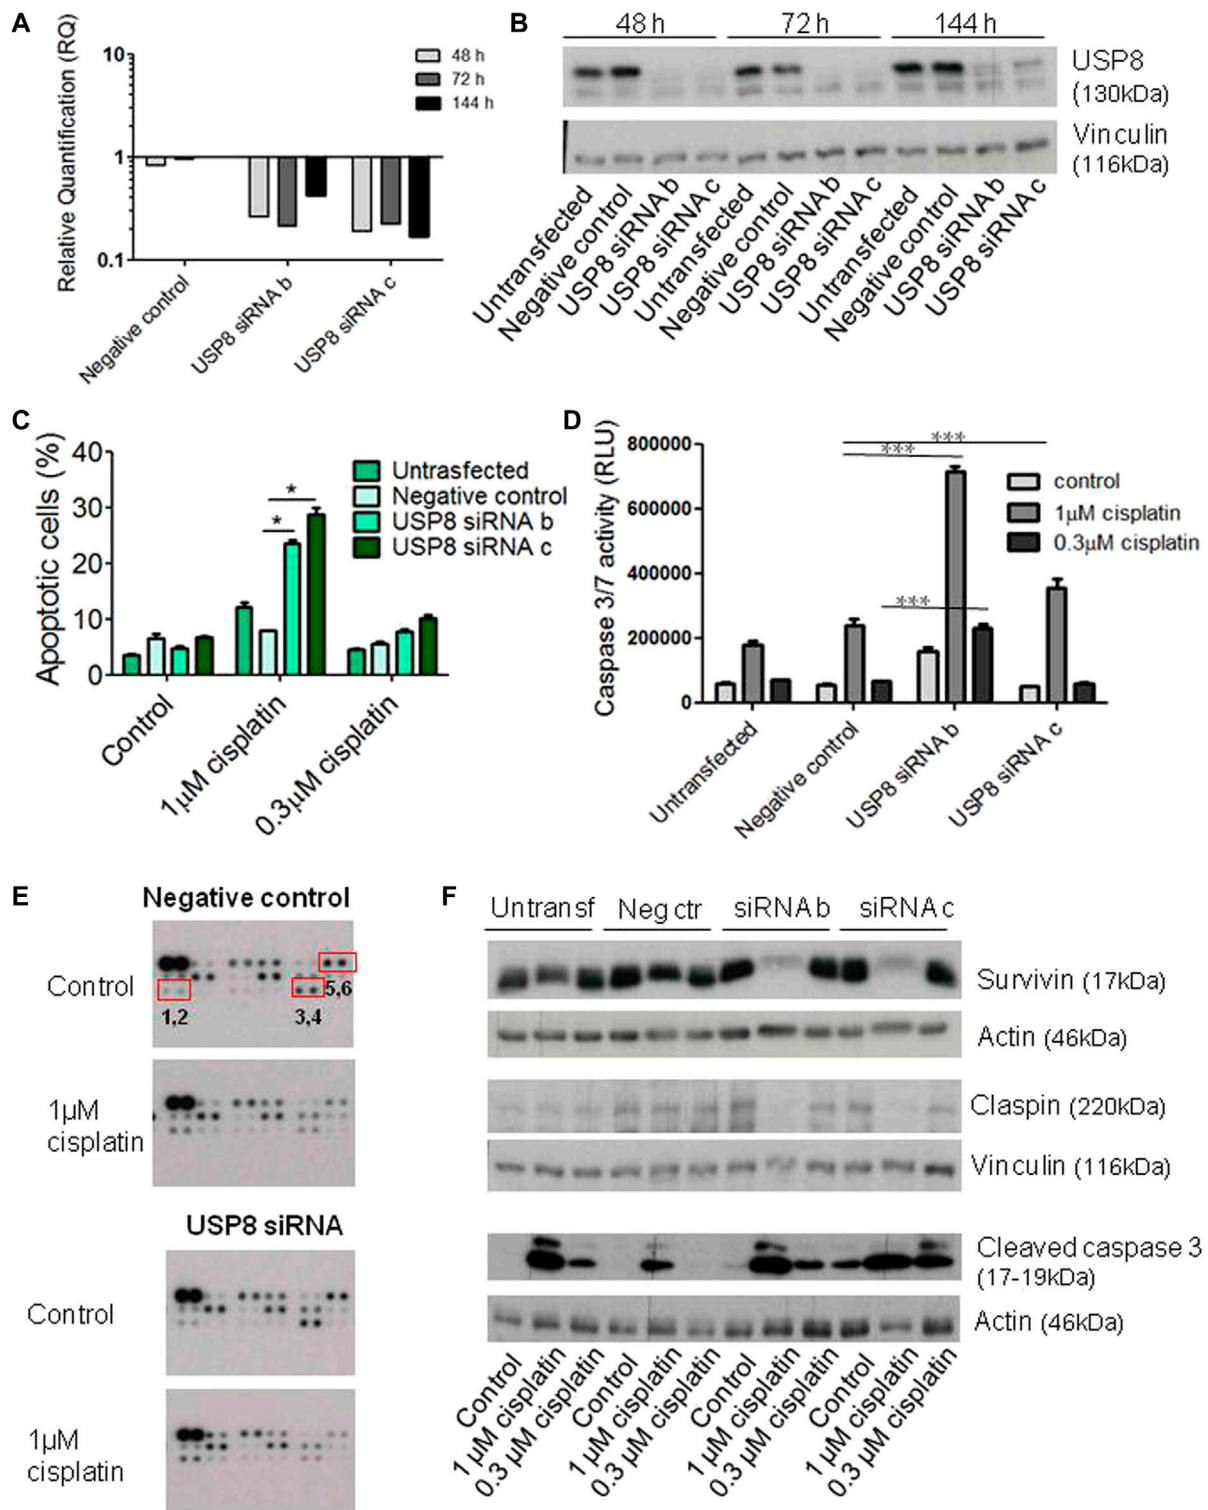 A
Relative Quantification (RQ)
10
1
0.1
48 h
72 h
144 h
Negative control
USP8 siRNA b
USP8 siRNA c
B
48 h
72 h
144 h
USP8
(130kDa)
Vinculin
(116kDa)
Untransfected
Negative control
USP8 siRNA b
USP8 siRNA c
Untransfected
Negative control
USP8 siRNA b
USP8 siRNA c
Untransfected
Negative control
USP8 siRNA b
USP8 siRNA c
C
Apoptotic cells (%)
40
30
20
10
0
*
*
Untrasfected
Negative control
USP8 siRNA b
USP8 siRNA c
Control
1µM cisplatin
0.3µM cisplatin
D
Caspase 3/7 activity (RLU)
800000
600000
400000
200000
0
***
***
***
control
1µM cisplatin
0.3µM cisplatin
Untransfected
Negative control
USP8 siRNA b
USP8 siRNA c
E
Negative control
Control
1,2
3,4
5,6
1µM
cisplatin
USP8 siRNA
Control
1µM
cisplatin
F
Untransf
Neg ctr
siRNA b
siRNA c
Survivin (17kDa)
Actin (46kDa)
Claspin (220kDa)
Vinculin (116kDa)
Cleaved caspase 3
(17-19kDa)
Actin (46kDa)
Control
1 µM cisplatin
0.3 µM cisplatin
Control
1 µM cisplatin
0.3 µM cisplatin
Control
1 µM cisplatin
0.3 µM cisplatin
Control
1 µM cisplatin
0.3 µM cisplatin